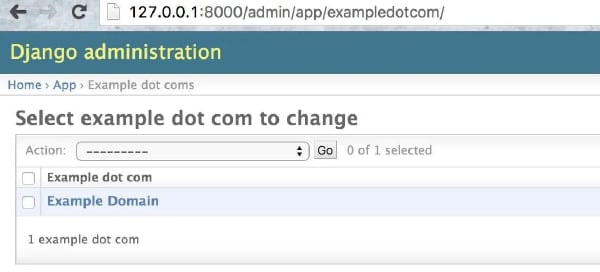 127.0.0.1:8000/admin/app/exampledotcom/
Django administration
Home › App › Example dot coms
Select example dot com to change
Action: --------- Go 0 of 1 selected
Example dot com
Example Domain
1 example dot com